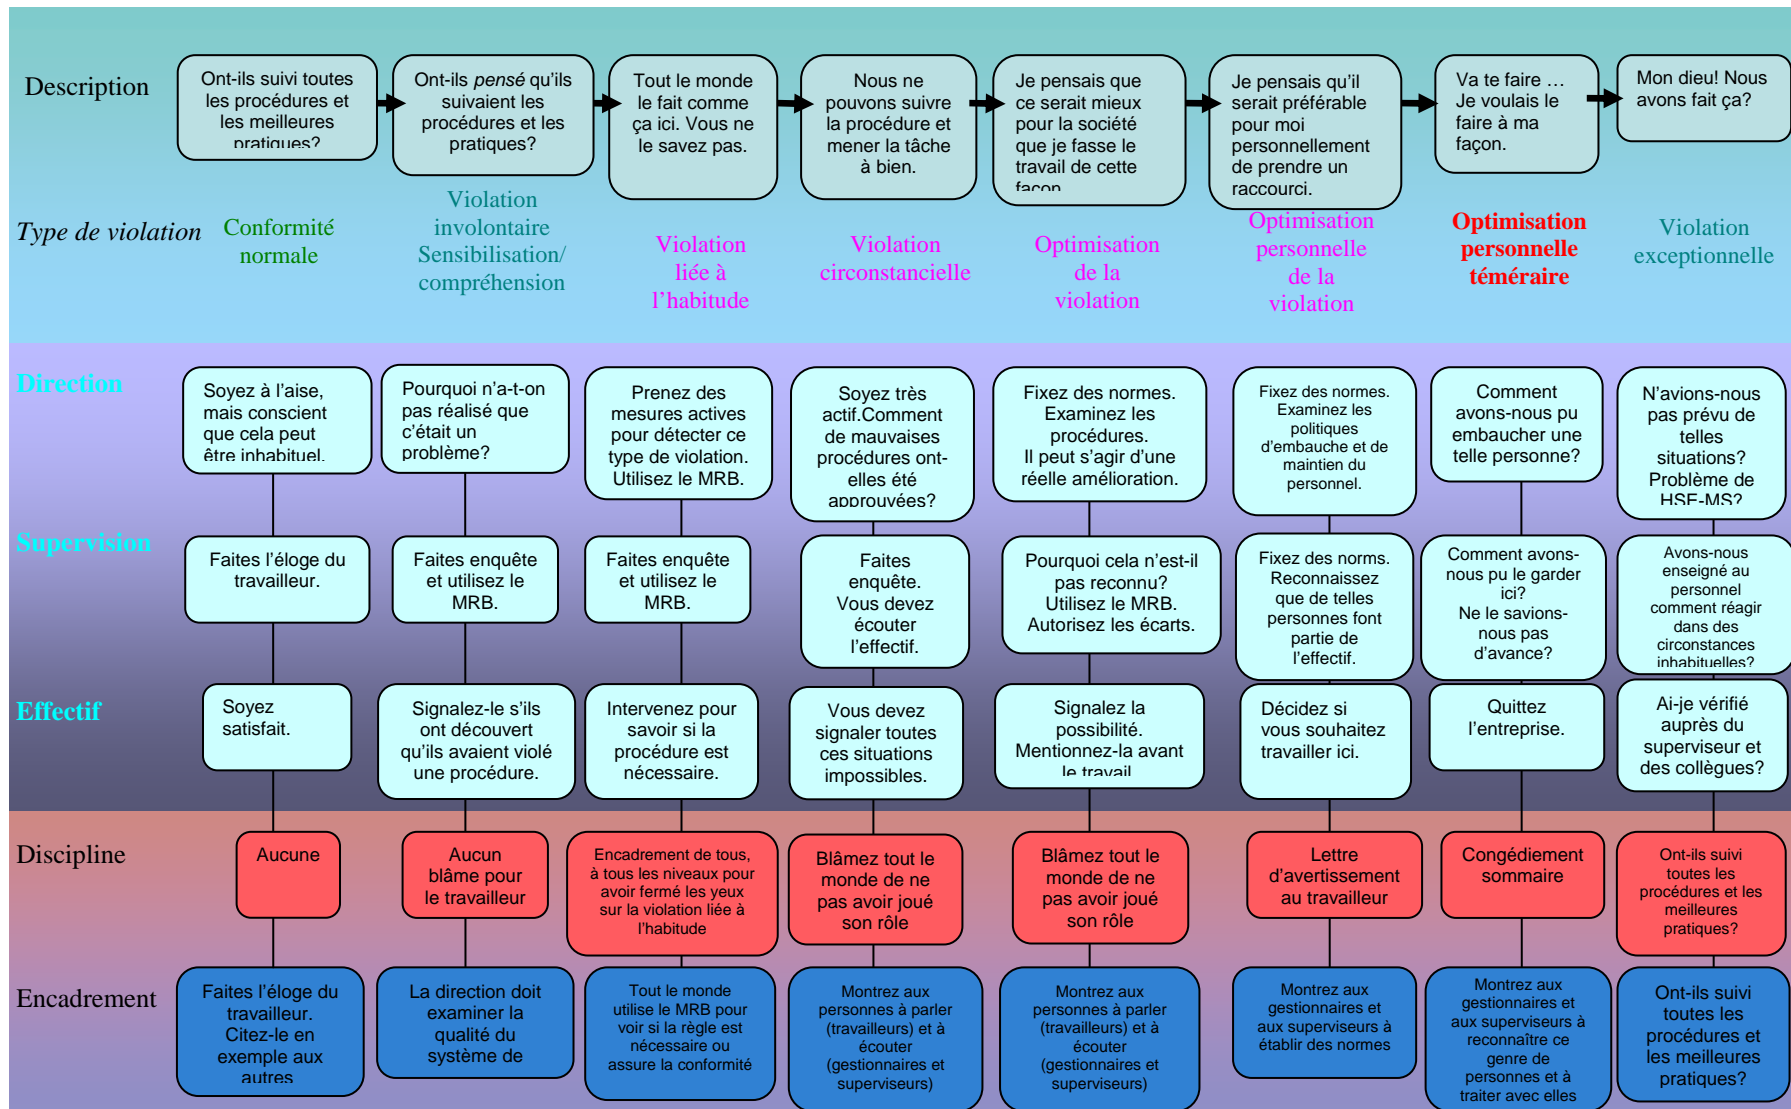 Description
Ont-ils suivi toutes
les procédures et
les meilleures
pratiques?
Ont-ils pensé qu'ils
suivaient les
procédures et les
pratiques?
Tout le monde
le fait comme
ça ici. Vous ne
le savez pas.
Nous ne
pouvons suivre
la procédure et
mener la tâche
à bien.
Je pensais que
ce serait mieux
pour la société
que je fasse le
travail de cette
façon
Je pensais qu'il
serait préférable
pour moi
personnellement
de prendre un
raccourci.
Va te faire …
Je voulais le
faire à ma
façon.
Mon dieu! Nous
avons fait ça?
Type de violation
Conformité
normale
Violation
involontaire
Sensibilisation/
compréhension
Violation
liée à
l'habitude
Violation
circonstancielle
Optimisation
de la
violation
Optimisation
personnelle
de la
violation
Optimisation
personnelle
téméraire
Violation
exceptionnelle
Direction
Soyez à l'aise,
mais conscient
que cela peut
être inhabituel.
Pourquoi n'a-t-on
pas réalisé que
c'était un
problème?
Prenez des
mesures actives
pour détecter ce
type de violation.
Utilisez le MRB.
Soyez très
actif.Comment
de mauvaises
procédures ont-
elles été
approuvées?
Fixez des normes.
Examinez les
procédures.
Il peut s'agir d'une
réelle amélioration.
Fixez des normes.
Examinez les
politiques
d'embauche et de
maintien du
personnel.
Comment
avons-nous pu
embaucher une
telle personne?
N'avions-nous
pas prévu de
telles
situations?
Problème de
HSE-MS?
Supervision
Faites l'éloge du
travailleur.
Faites enquête
et utilisez le
MRB.
Faites enquête
et utilisez le
MRB.
Faites
enquête.
Vous devez
écouter
l'effectif.
Pourquoi cela n'est-il
pas reconnu?
Utilisez le MRB.
Autorisez les écarts.
Fixez des norms.
Reconnaissez
que de telles
personnes font
partie de
l'effectif.
Comment avons-
nous pu le garder
ici?
Ne le savions-
nous pas
d'avance?
Avons-nous
enseigné au
personnel
comment réagir
dans des
circonstances
inhabituelles?
Effectif
Soyez
satisfait.
Signalez-le s'ils
ont découvert
qu'ils avaient violé
une procédure.
Intervenez pour
savoir si la
procédure est
nécessaire.
Vous devez
signaler toutes
ces situations
impossibles.
Signalez la
possibilité.
Mentionnez-la avant
le travail
Décidez si
vous souhaitez
travailler ici.
Quittez
l'entreprise.
Ai-je vérifié
auprès du
superviseur et
des collègues?
Discipline
Aucune
Aucun
blâme pour
le travailleur
Encadrement de tous,
à tous les niveaux pour
avoir fermé les yeux
sur la violation liée à
l'habitude
Blâmez tout le
monde de ne
pas avoir joué
son rôle
Blâmez tout le
monde de ne
pas avoir joué
son rôle
Lettre
d'avertissement
au travailleur
Congédiement
sommaire
Ont-ils suivi
toutes les
procédures et les
meilleures
pratiques?
Encadrement
Faites l'éloge du
travailleur.
Citez-le en
exemple aux
autres
La direction doit
examiner la
qualité du
système de
Tout le monde
utilise le MRB pour
voir si la règle est
nécessaire ou
assure la conformité
Montrez aux
personnes à parler
(travailleurs) et à
écouter
(gestionnaires et
superviseurs)
Montrez aux
personnes à parler
(travailleurs) et à
écouter
(gestionnaires et
superviseurs)
Montrez aux
gestionnaires et
aux superviseurs à
établir des normes
Montrez aux
gestionnaires et
aux superviseurs à
reconnaître ce
genre de
personnes et à
traiter avec elles
Ont-ils suivi
toutes les
procédures et
les meilleures
pratiques?